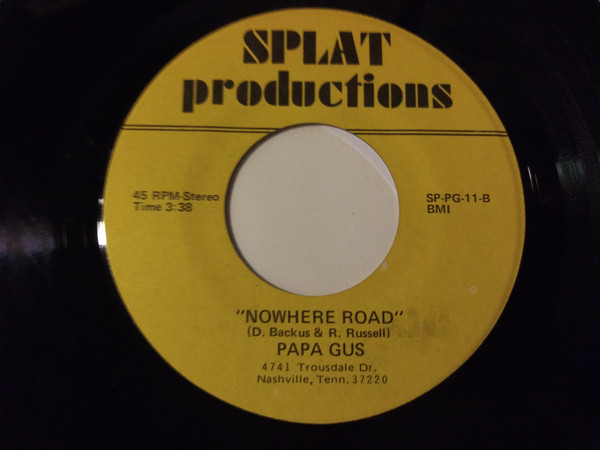 SPLAT
productions
45 RPM-Stereo
Time 3:38
SP-PG-11-B
BMI
"NOWHERE ROAD"
(D. Backus & R. Russell)
PAPA GUS
4741 Trousdale Dr.
Nashville, Tenn. 37220